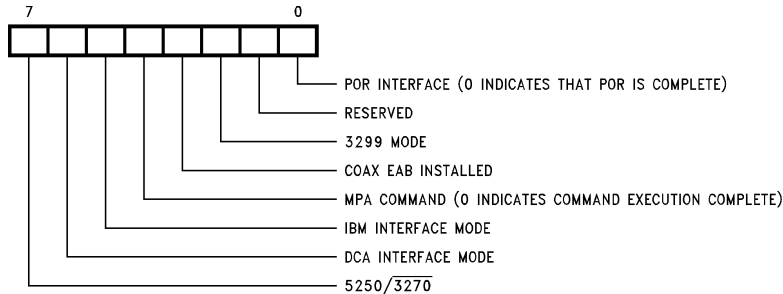 7 0
POR INTERFACE (0 INDICATES THAT POR IS COMPLETE)
RESERVED
3299 MODE
COAX EAB INSTALLED
MPA COMMAND (0 INDICATES COMMAND EXECUTION COMPLETE)
IBM INTERFACE MODE
DCA INTERFACE MODE
5250/3270